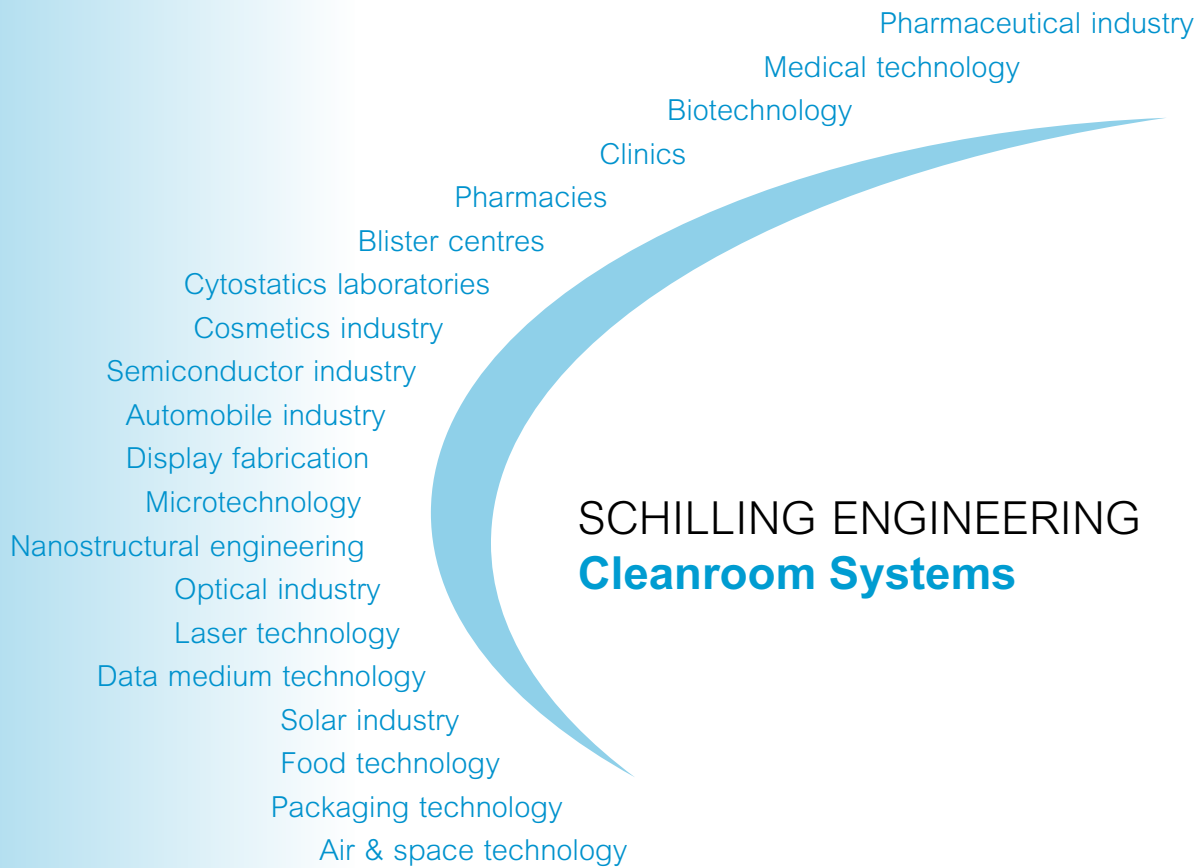 Pharmaceutical industry
Medical technology
Biotechnology
Clinics
Pharmacies
Blister centres
Cytostatics laboratories
Cosmetics industry
Semiconductor industry
Automobile industry
Display fabrication
Microtechnology
Nanostructural engineering
Optical industry
Laser technology
Data medium technology
Solar industry
Food technology
Packaging technology
Air & space technology
SCHILLING ENGINEERING
Cleanroom Systems